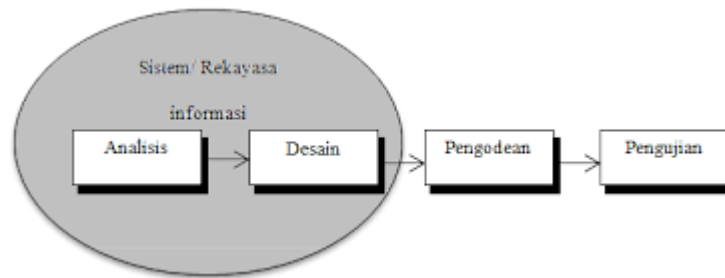 Sistem/ Rekayasa
informasi
Analisis
Desain
Pengodean
Pengujian